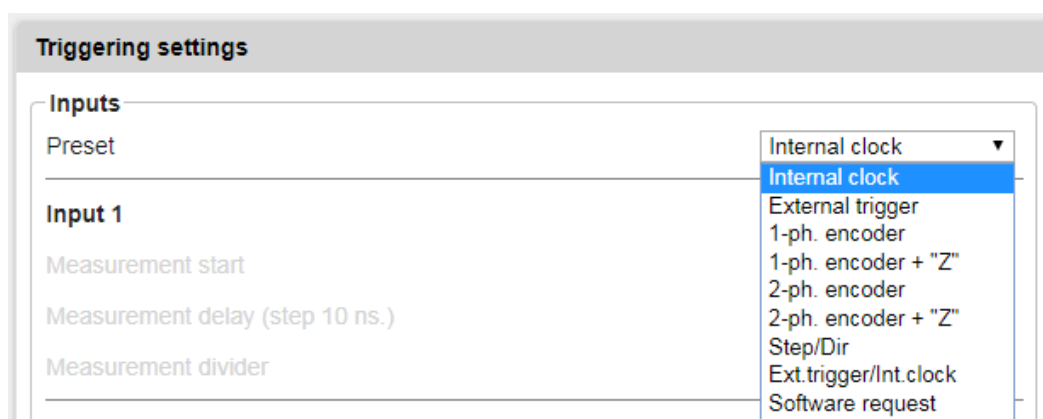 Triggering settings
Inputs
Preset
Internal clock
Internal clock
External trigger
1-ph. encoder
1-ph. encoder + "Z"
2-ph. encoder
2-ph. encoder + "Z"
Step/Dir
Ext.trigger/Int.clock
Software request
Input 1
Measurement start
Measurement delay (step 10 ns.)
Measurement divider